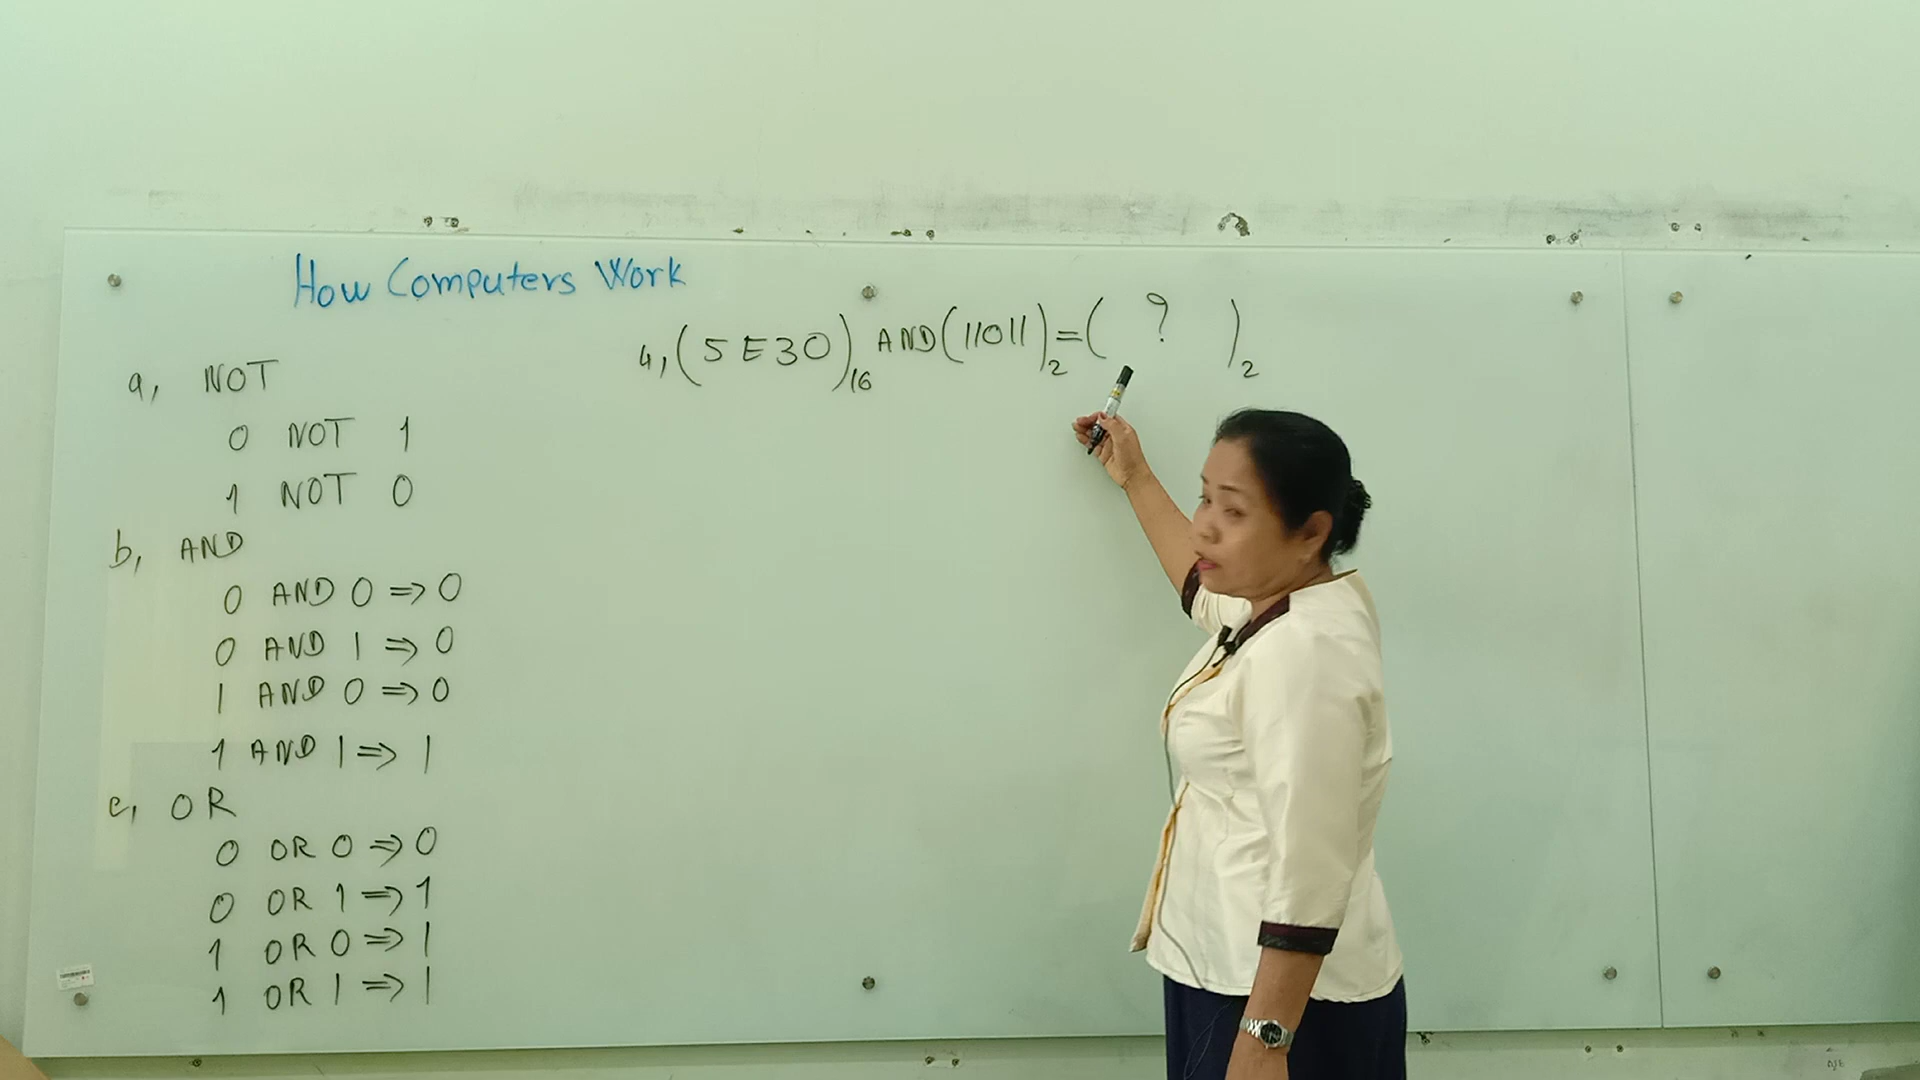 How Computers Work
a, NOT
0 NOT 1
1 NOT 0
b, AND
0 AND 0 => 0
0 AND 1 => 0
1 AND 0 => 0
1 AND 1 => 1
c, OR
0 OR 0 => 0
0 OR 1 => 1
1 OR 0 => 1
1 OR 1 => 1
4, (5E30)₁₆ AND (11011)₂ = ( ? )₂